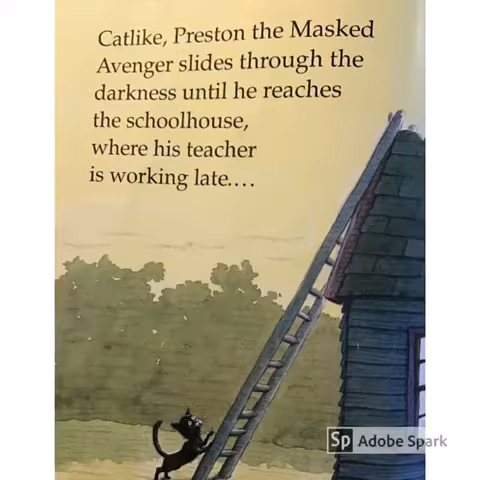 Catlike, Preston the Masked
Avenger slides through the
darkness until he reaches
the schoolhouse,
where his teacher
is working late....
Sp Adobe Spark